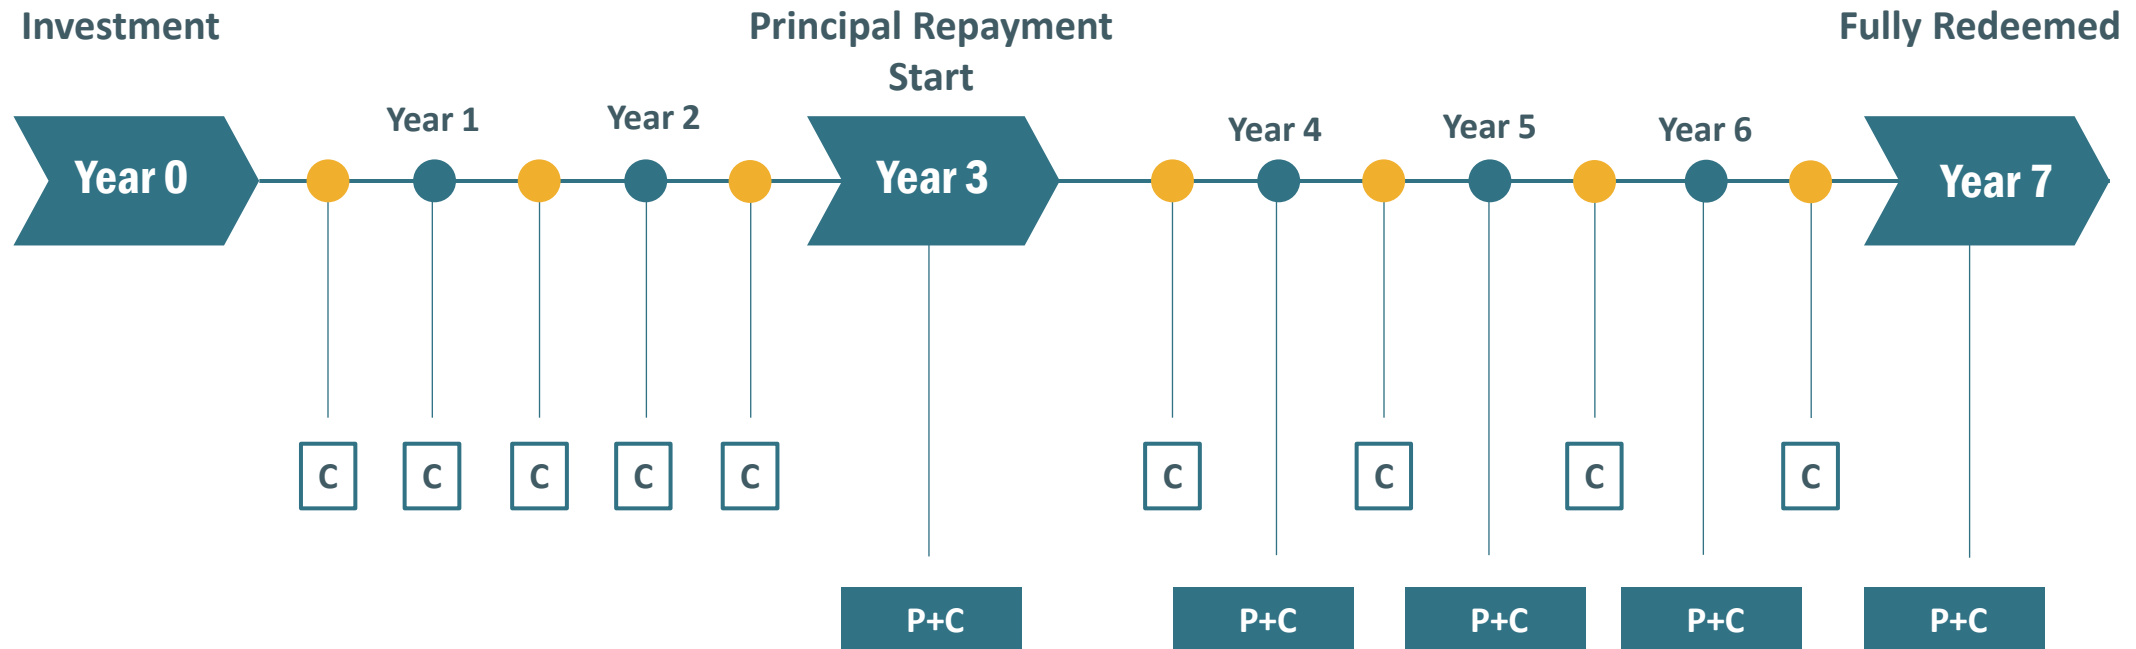 Investment
Principal Repayment
Start
Fully Redeemed
Year 0
Year 1
Year 2
Year 3
Year 4
Year 5
Year 6
Year 7
C
C
C
C
C
C
C
C
C
P+C
P+C
P+C
P+C
P+C